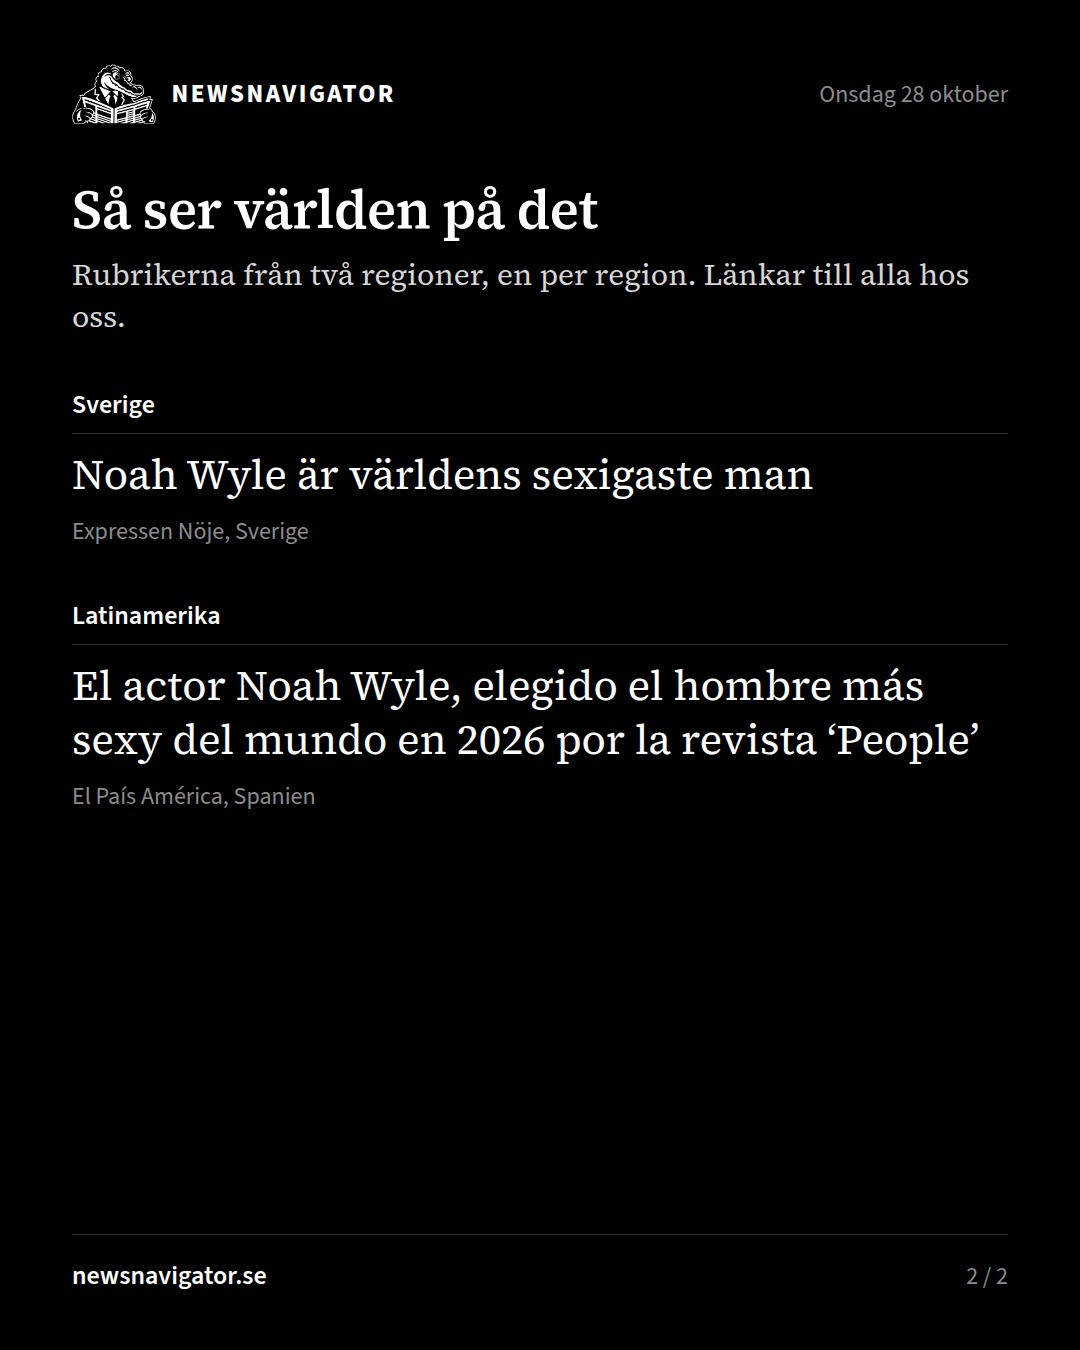 NEWSNAVIGATOR
Onsdag 28 oktober
Så ser världen på det
Rubrikerna från två regioner, en per region. Länkar till alla hos
oss.
Sverige
Noah Wyle är världens sexigaste man
Expressen Nöje, Sverige
Latinamerika
El actor Noah Wyle, elegido el hombre más
sexy del mundo en 2026 por la revista ‘People’
El País América, Spanien
newsnavigator.se
2 / 2